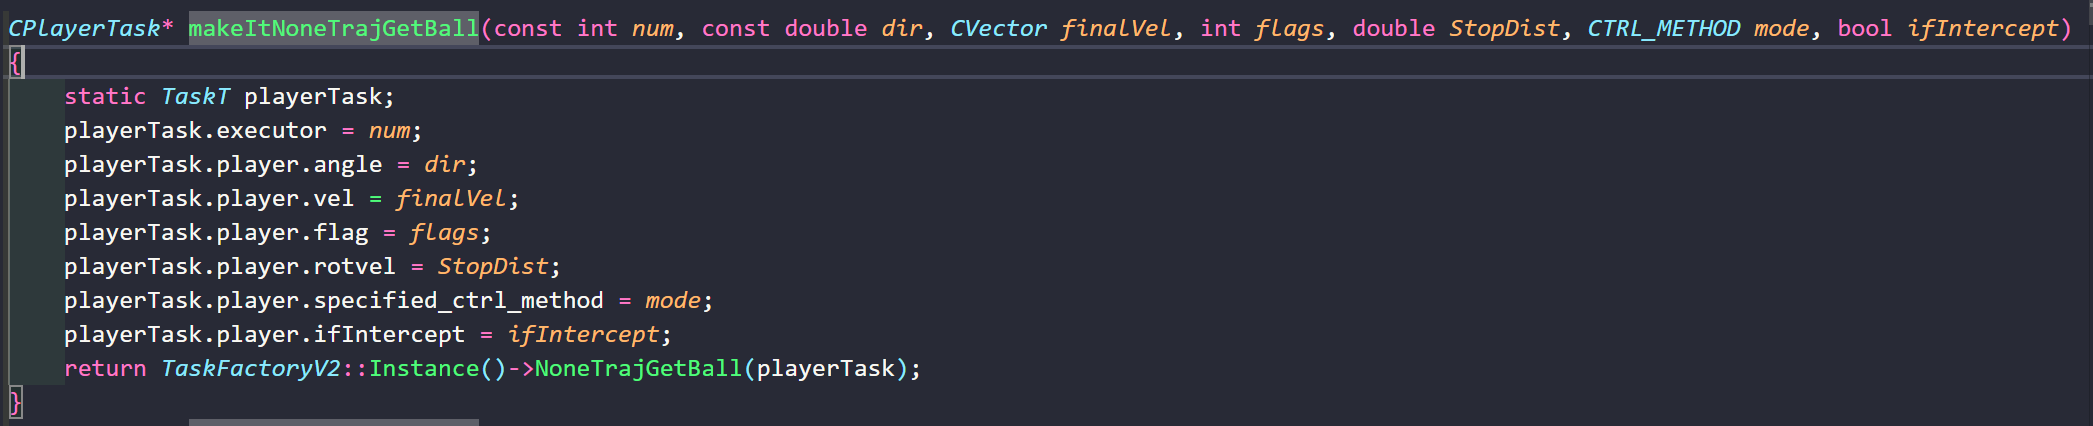 CPlayerTask* makeItNoneTrajGetBall(const int num, const double dir, CVector finalVel, int flags, double StopDist, CTRL_METHOD mode, bool ifIntercept)
{
    static TaskT playerTask;
    playerTask.executor = num;
    playerTask.player.angle = dir;
    playerTask.player.vel = finalVel;
    playerTask.player.flag = flags;
    playerTask.player.rotvel = StopDist;
    playerTask.player.specified_ctrl_method = mode;
    playerTask.player.ifIntercept = ifIntercept;
    return TaskFactoryV2::Instance()->NoneTrajGetBall(playerTask);
}